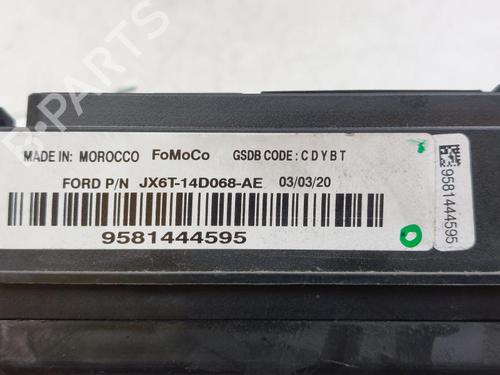 B-PARTS
MADE IN: MOROCCO FoMoCo GSDB CODE: C D Y B T
FORD P/N JX6T-14D068-AE 03/03/20
9581444595
9581444595